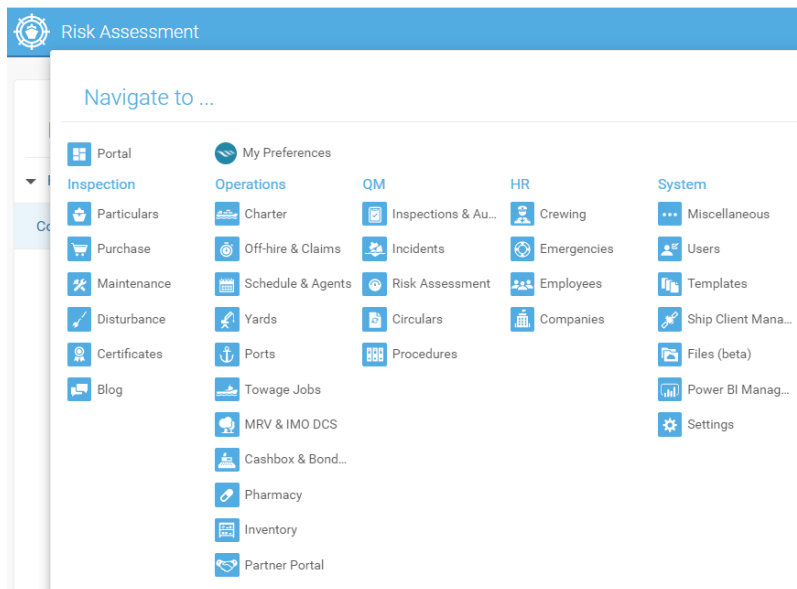 Risk Assessment
Navigate to ...
Portal
My Preferences
Inspection
Particulars
Purchase
Maintenance
Disturbance
Certificates
Blog
Operations
Charter
Off-hire & Claims
Schedule & Agents
Yards
Ports
Towage Jobs
MRV & IMO DCS
Cashbox & Bond...
Pharmacy
Inventory
Partner Portal
QM
Inspections & Au...
Incidents
Risk Assessment
Circulars
Procedures
HR
Crewing
Emergencies
Employees
Companies
System
Miscellaneous
Users
Templates
Ship Client Mana...
Files (beta)
Power BI Manag...
Settings